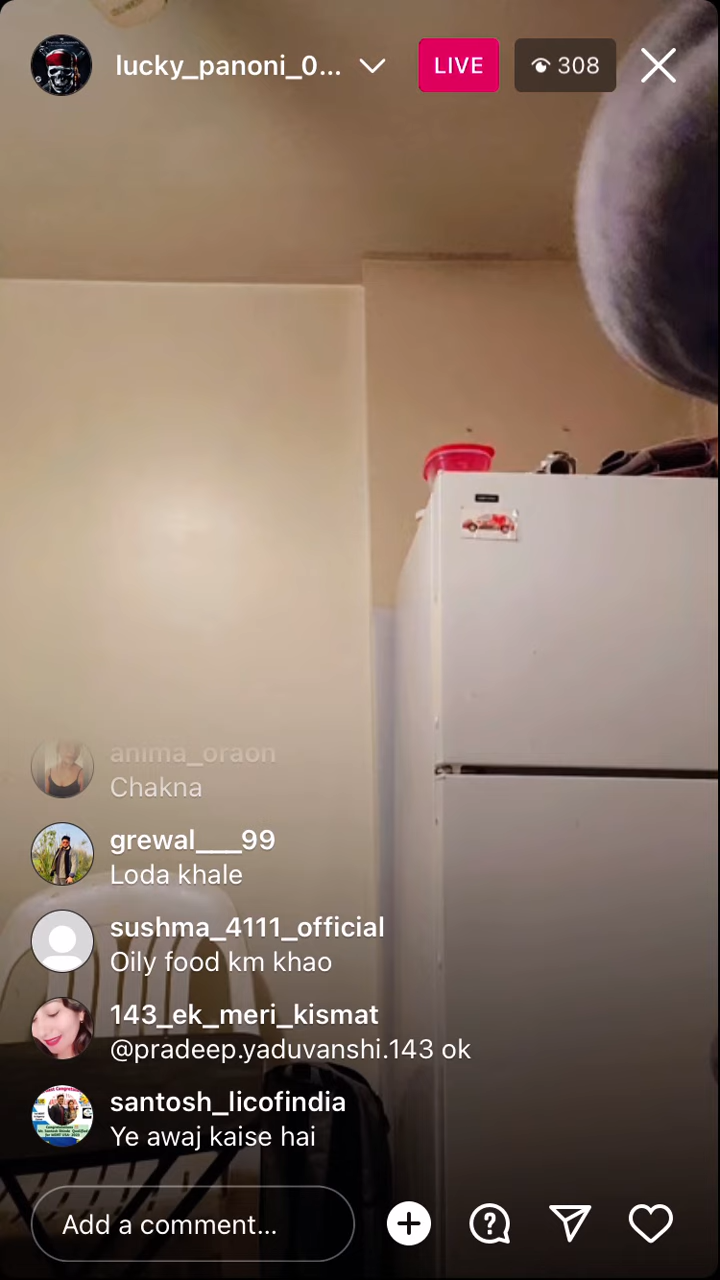 lucky_panoni_0...
LIVE
308
anima_oraon
Chakna
grewal___99
Loda khale
sushma_4111_official
Oily food km khao
143_ek_meri_kismat
@pradeep.yaduvanshi.143 ok
santosh_licofindia
Ye awaj kaise hai
Add a comment...